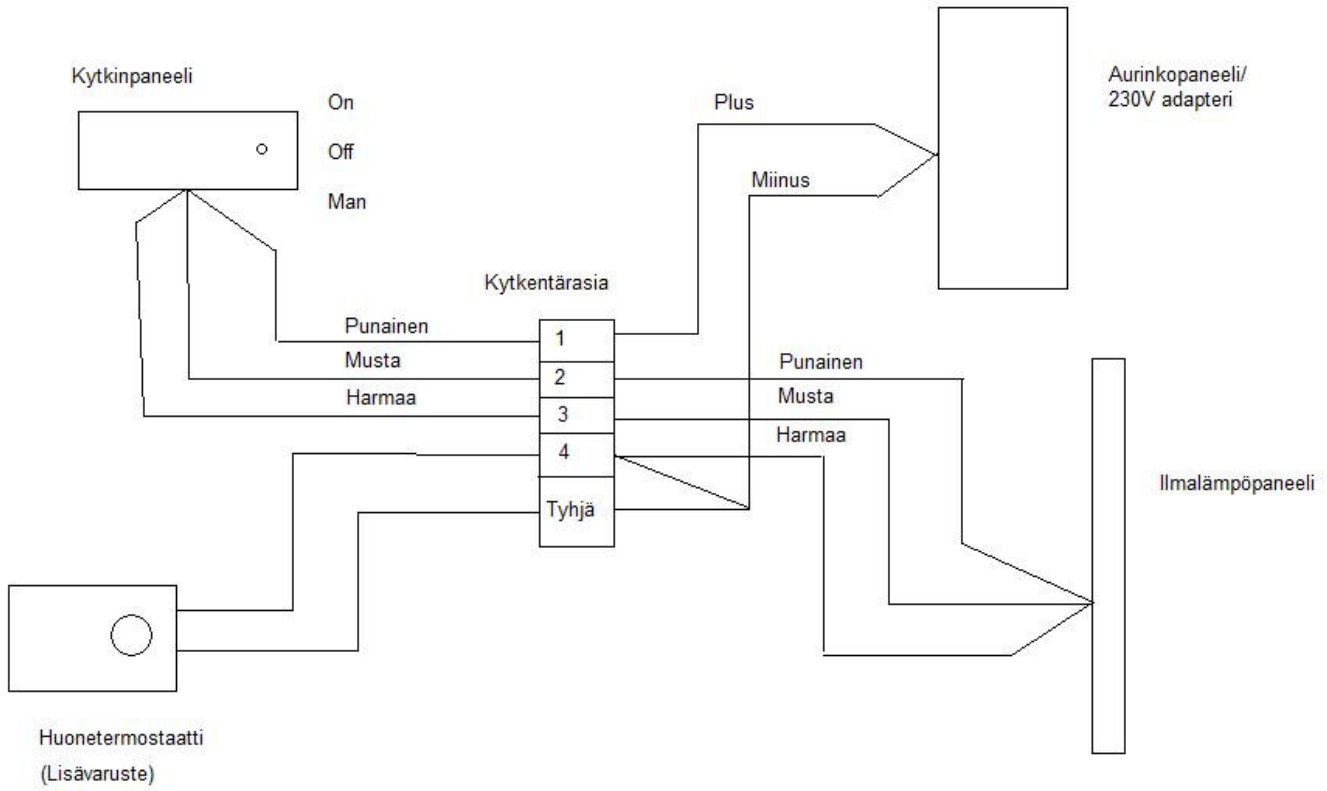 Kytkinpaneeli
On
Off
Man
Plus
Miinus
Aurinkopaneeli/
230V adapteri
Kytkentärasia
Punainen
Musta
Harmaa
1
2
3
4
Tyhjä
Punainen
Musta
Harmaa
Ilmalämpöpaneeli
Huonetermostaatti
(Lisävaruste)